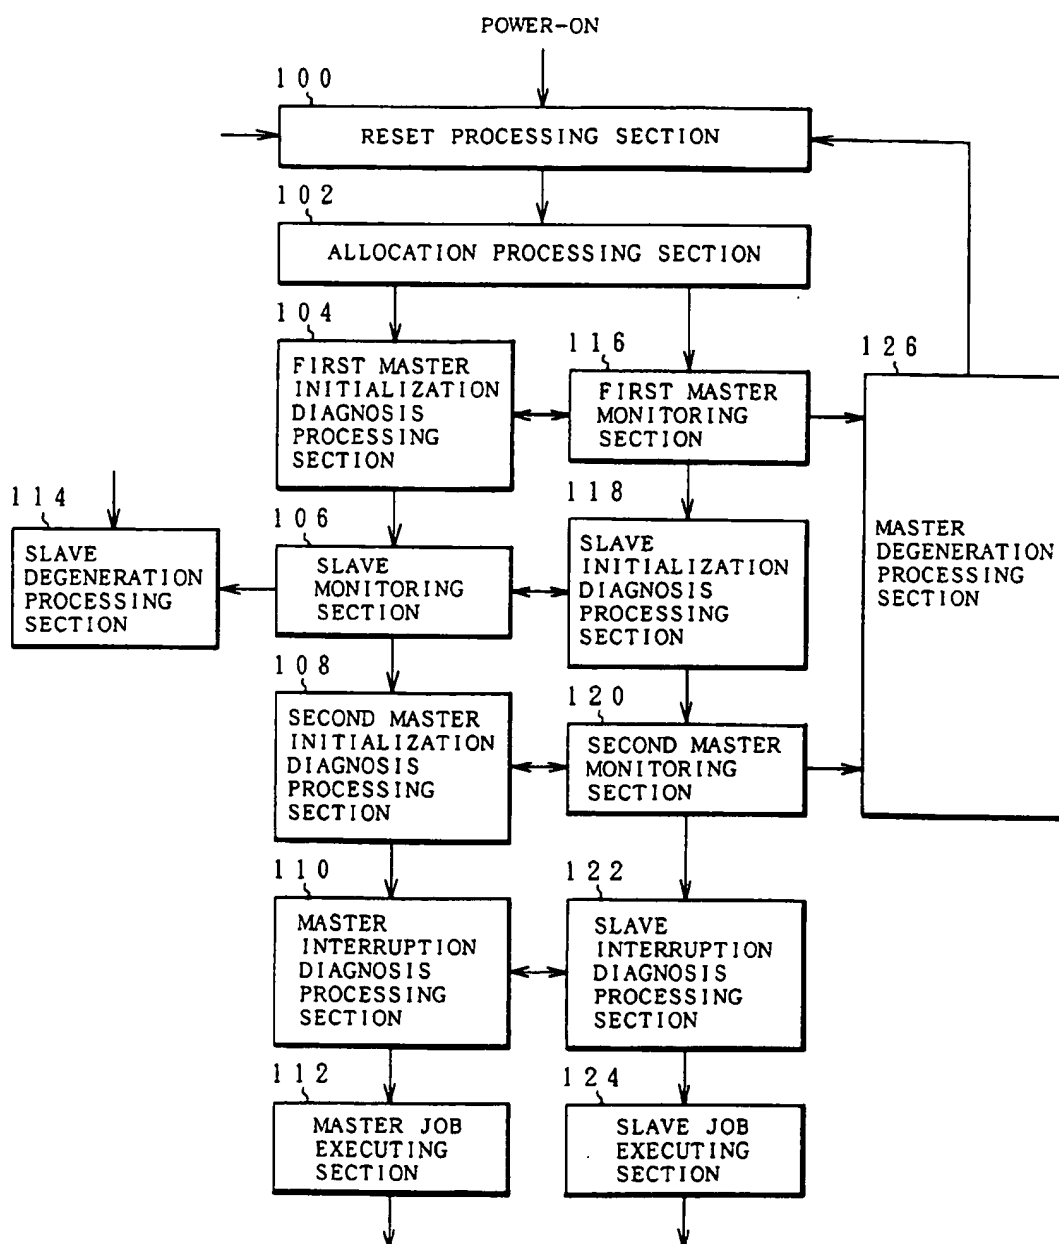 POWER-ON
100
RESET PROCESSING SECTION
102
ALLOCATION PROCESSING SECTION
104
FIRST MASTER
INITIALIZATION
DIAGNOSIS
PROCESSING
SECTION
116
FIRST MASTER
MONITORING
SECTION
126
MASTER
DEGENERATION
PROCESSING
SECTION
114
SLAVE
DEGENERATION
PROCESSING
SECTION
106
SLAVE
MONITORING
SECTION
118
SLAVE
INITIALIZATION
DIAGNOSIS
PROCESSING
SECTION
108
SECOND MASTER
INITIALIZATION
DIAGNOSIS
PROCESSING
SECTION
120
SECOND MASTER
MONITORING
SECTION
110
MASTER
INTERRUPTION
DIAGNOSIS
PROCESSING
SECTION
122
SLAVE
INTERRUPTION
DIAGNOSIS
PROCESSING
SECTION
112
MASTER JOB
EXECUTING
SECTION
124
SLAVE JOB
EXECUTING
SECTION